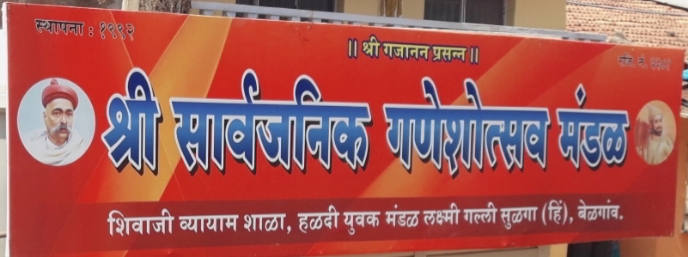 स्थापना : १९९२
|| श्री गजानन प्रसन्न ||
श्री सार्वजनिक गणेशोत्सव मंडळ
शिवाजी व्यायाम शाळा, हळदी युवक मंडळ लक्ष्मी गल्ली सुळगा (हिं), बेळगांव.